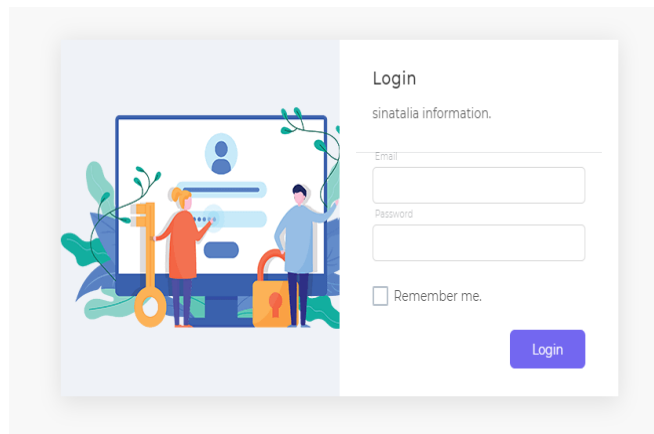 Login
sinatalia information.
Email
Password
Remember me.
Login